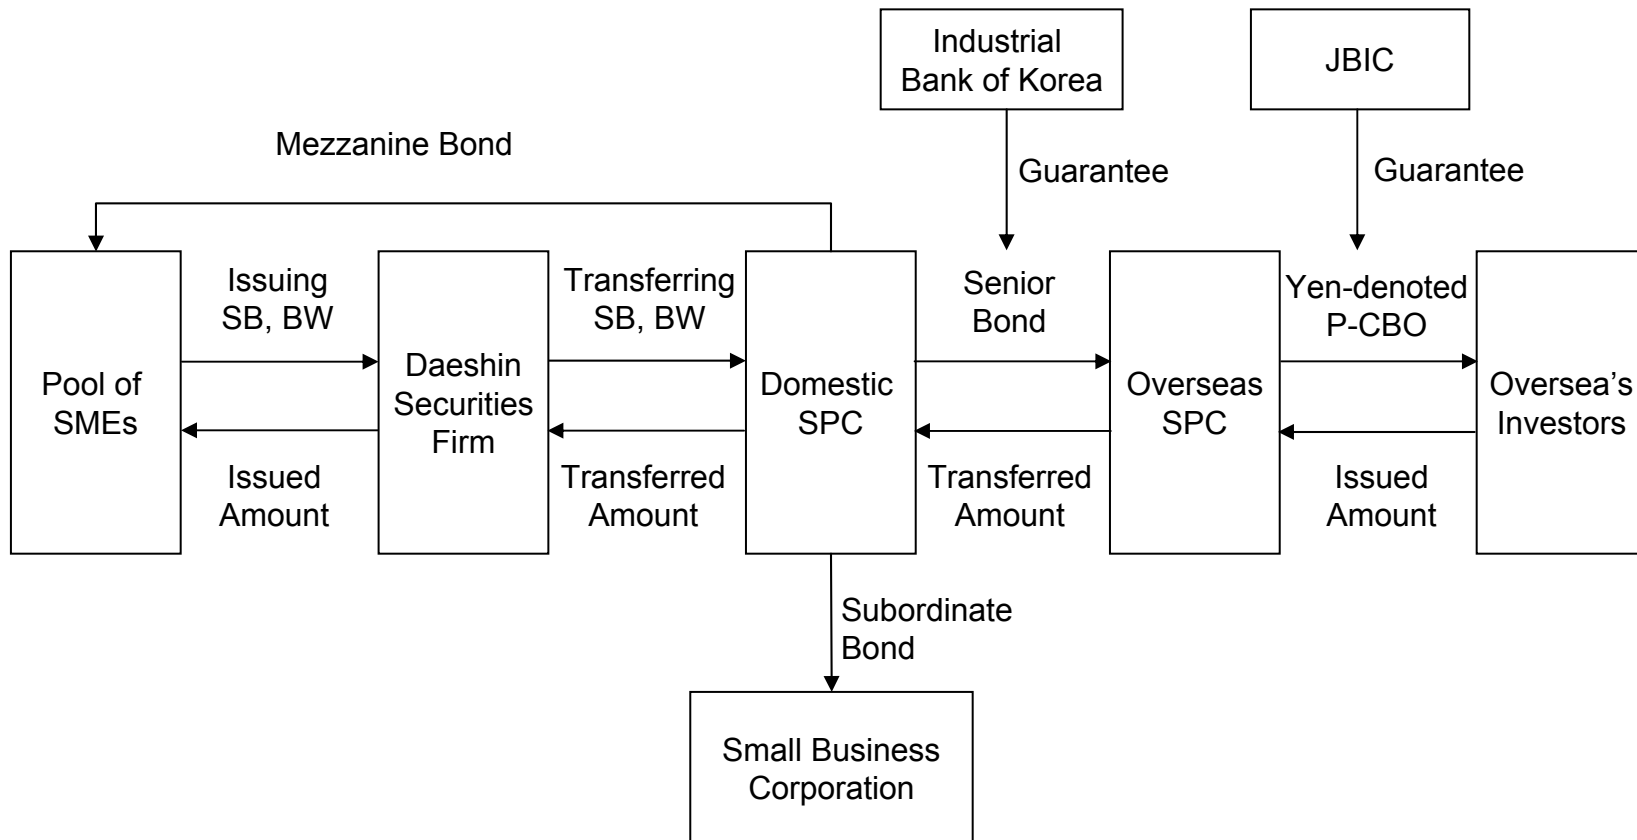 Industrial
Bank of Korea
JBIC
Mezzanine Bond
Guarantee
Guarantee
Issuing
SB, BW
Transferring
SB, BW
Senior
Bond
Yen-denoted
P-CBO
Pool of
SMEs
Daeshin
Securities
Firm
Domestic
SPC
Overseas
SPC
Oversea’s
Investors
Issued
Amount
Transferred
Amount
Transferred
Amount
Issued
Amount
Subordinate
Bond
Small Business
Corporation